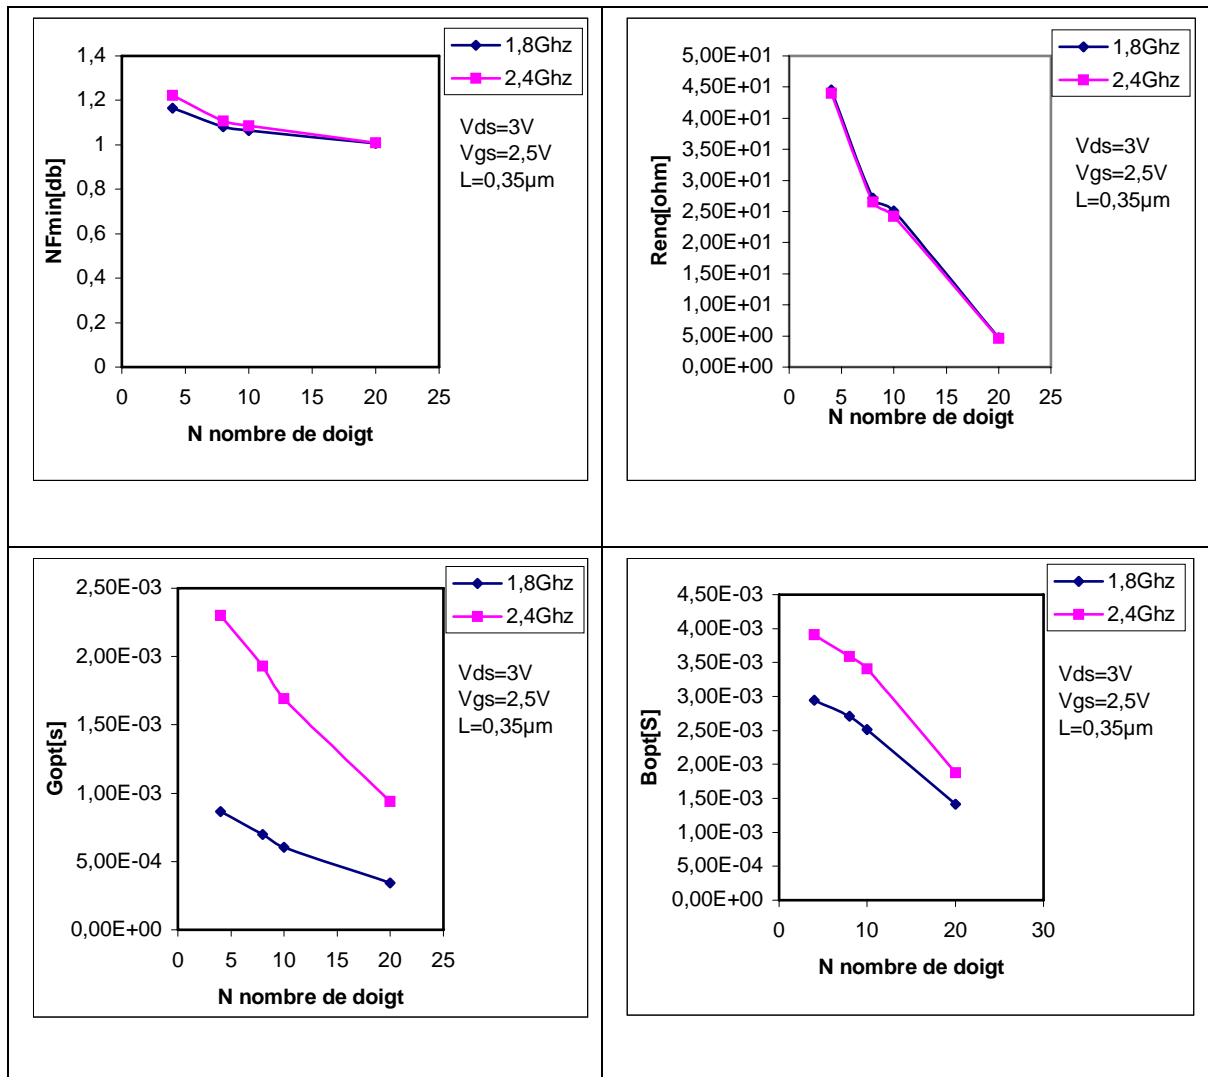 1,8Ghz
2,4Ghz
1,4
1,2
1
0,8
0,6
0,4
0,2
0
NFmin[db]
0 5 10 15 20 25
N nombre de doigt
Vds=3V
Vgs=2,5V
L=0,35µm
1,8Ghz
2,4Ghz
5,00E+01
4,50E+01
4,00E+01
3,50E+01
3,00E+01
2,50E+01
2,00E+01
1,50E+01
1,00E+01
5,00E+00
0,00E+00
Renq[ohm]
0 5 10 15 20 25
N nombre de doigt
Vds=3V
Vgs=2,5V
L=0,35µm
1,8Ghz
2,4Ghz
2,50E-03
2,00E-03
1,50E-03
1,00E-03
5,00E-04
0,00E+00
Gopt[s]
0 5 10 15 20 25
N nombre de doigt
Vds=3V
Vgs=2,5V
L=0,35µm
1,8Ghz
2,4Ghz
4,50E-03
4,00E-03
3,50E-03
3,00E-03
2,50E-03
2,00E-03
1,50E-03
1,00E-03
5,00E-04
0,00E+00
Bopt[S]
0 10 20 30
N nombre de doigt
Vds=3V
Vgs=2,5V
L=0,35µm